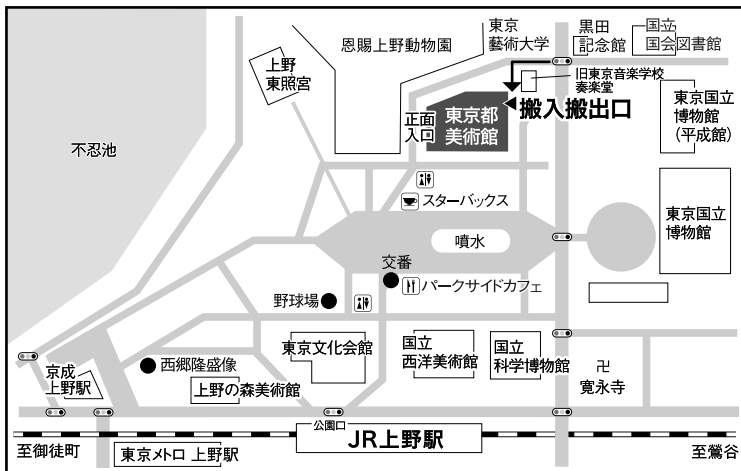 恩賜上野動物園
東京
藝術大学
黒田
記念館
国立
国会図書館
上野
東照宮
旧東京音楽学校
奏楽堂
正面
入口
東京都
美術館
搬入搬出口
東京国立
博物館
(平成館)
不忍池
スターバックス
東京国立
博物館
噴水
交番
パークサイドカフェ
野球場
東京文化会館
国立
西洋美術館
国立
科学博物館
卍
寛永寺
西郷隆盛像
京成
上野駅
上野の森美術館
公園口
JR上野駅
至御徒町
東京メトロ 上野駅
至鶯谷